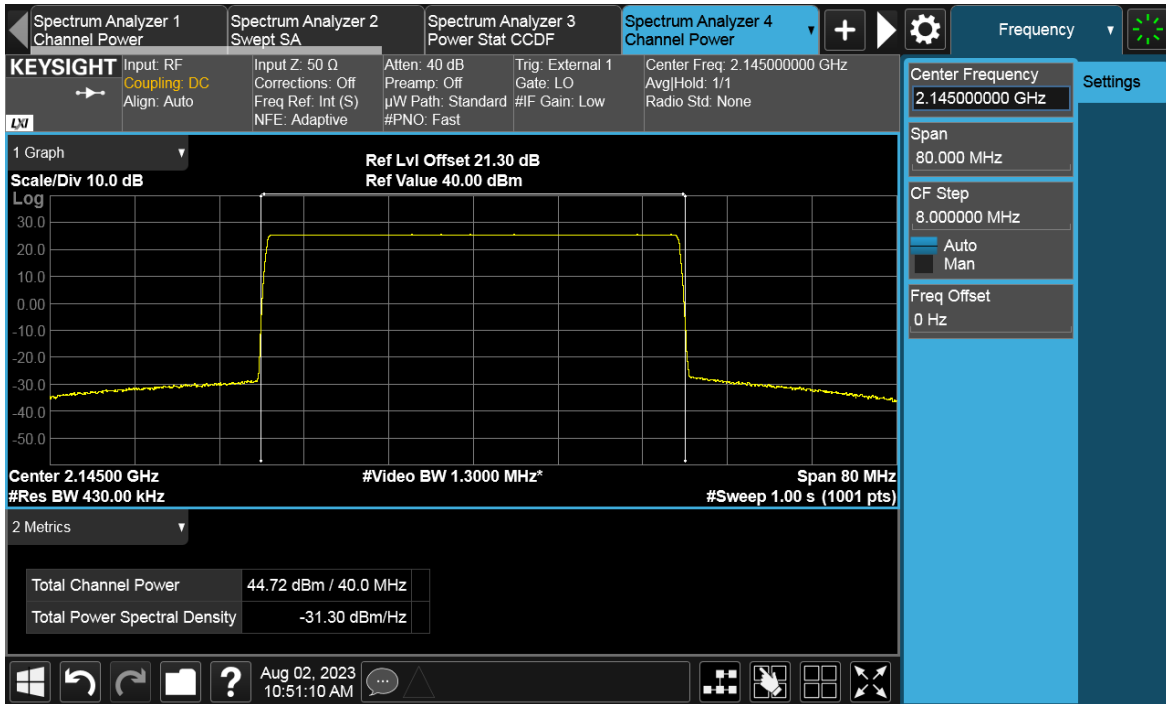 Spectrum Analyzer 1
Channel Power
Spectrum Analyzer 2
Swept SA
Spectrum Analyzer 3
Power Stat CCDF
Spectrum Analyzer 4
Channel Power
+
Frequency
KEYSIGHT
LXI
Input: RF
Coupling: DC
Align: Auto
Input Z: 50 Ω
Corrections: Off
Freq Ref: Int (S)
NFE: Adaptive
Atten: 40 dB
Preamp: Off
µW Path: Standard
#PNO: Fast
Trig: External 1
Gate: LO
#IF Gain: Low
Center Freq: 2.145000000 GHz
Avg|Hold: 1/1
Radio Std: None
Center Frequency
2.145000000 GHz
Settings
Span
80.000 MHz
CF Step
8.000000 MHz
Auto
Man
Freq Offset
0 Hz
1 Graph
Scale/Div 10.0 dB
Ref Lvl Offset 21.30 dB
Ref Value 40.00 dBm
Log
30.0
20.0
10.0
0.00
-10.0
-20.0
-30.0
-40.0
-50.0
Center 2.14500 GHz
#Video BW 1.3000 MHz*
Span 80 MHz
#Res BW 430.00 kHz
#Sweep 1.00 s (1001 pts)
2 Metrics
Total Channel Power 44.72 dBm / 40.0 MHz
Total Power Spectral Density -31.30 dBm/Hz
?
Aug 02, 2023
10:51:10 AM